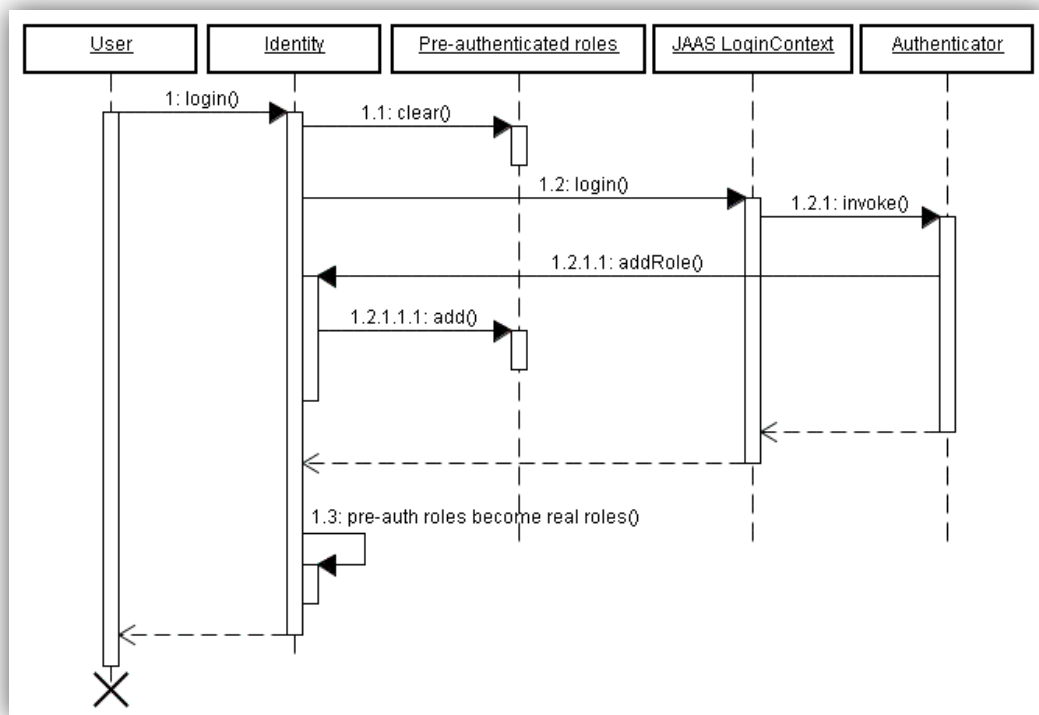 User
Identity
Pre-authenticated roles
JAAS LoginContext
Authenticator
1: login()
1.1: clear()
1.2: login()
1.2.1: invoke()
1.2.1.1: addRole()
1.2.1.1.1: add()
1.3: pre-auth roles become real roles()